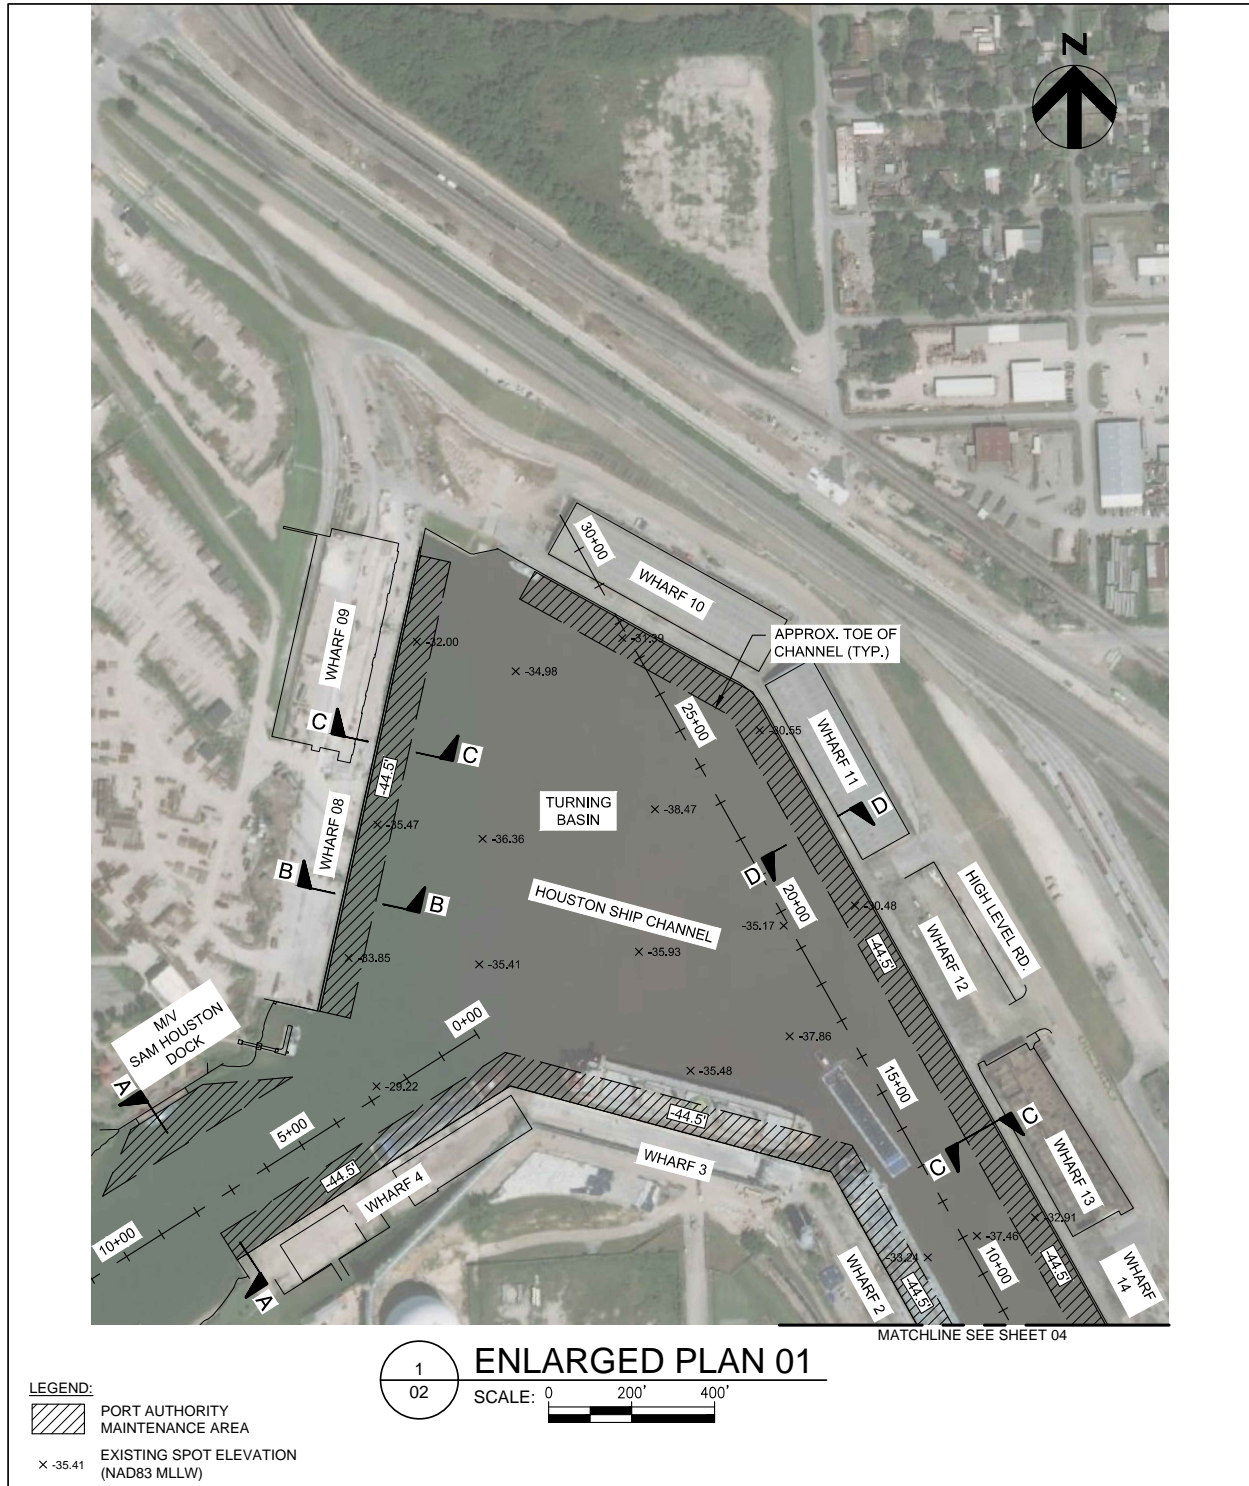 N
30+00
WHARF 10
WHARF 09
-32.00
-31.39
APPROX. TOE OF
CHANNEL (TYP.)
-34.98
C
C
25+00
-30.55
WHARF 11
-44.5'
WHARF 08
-35.47
TURNING
BASIN
-38.47
D
-36.36
B
B
D
20+00
HIGH LEVEL RD.
HOUSTON SHIP CHANNEL
-30.48
-35.17
WHARF 12
-44.5'
-33.85
-35.41
-35.93
M/V
SAM HOUSTON
DOCK
0+00
-37.86
A
-29.22
-35.48
15+00
5+00
-44.5'
C
C
WHARF 3
WHARF 13
-44.5'
WHARF 4
10+00
-32.91
-37.46
-33.24
10+00
-44.5'
WHARF
14
WHARF 2
-44.5'
A
MATCHLINE SEE SHEET 04
1
02
ENLARGED PLAN 01
SCALE: 0 200' 400'
LEGEND:
PORT AUTHORITY
MAINTENANCE AREA
-35.41 EXISTING SPOT ELEVATION
(NAD83 MLLW)